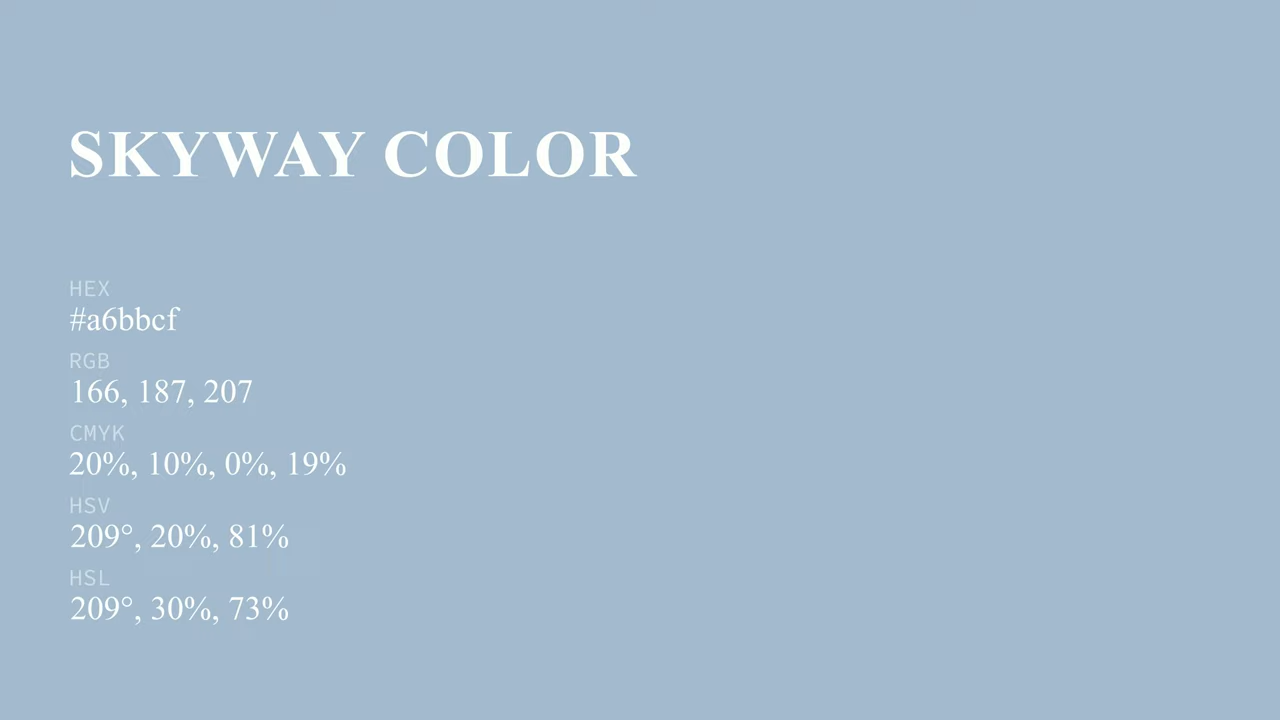 SKYWAY COLOR
HEX
#a6bbcf
RGB
166, 187, 207
CMYK
20%, 10%, 0%, 19%
HSV
209°, 20%, 81%
HSL
209°, 30%, 73%